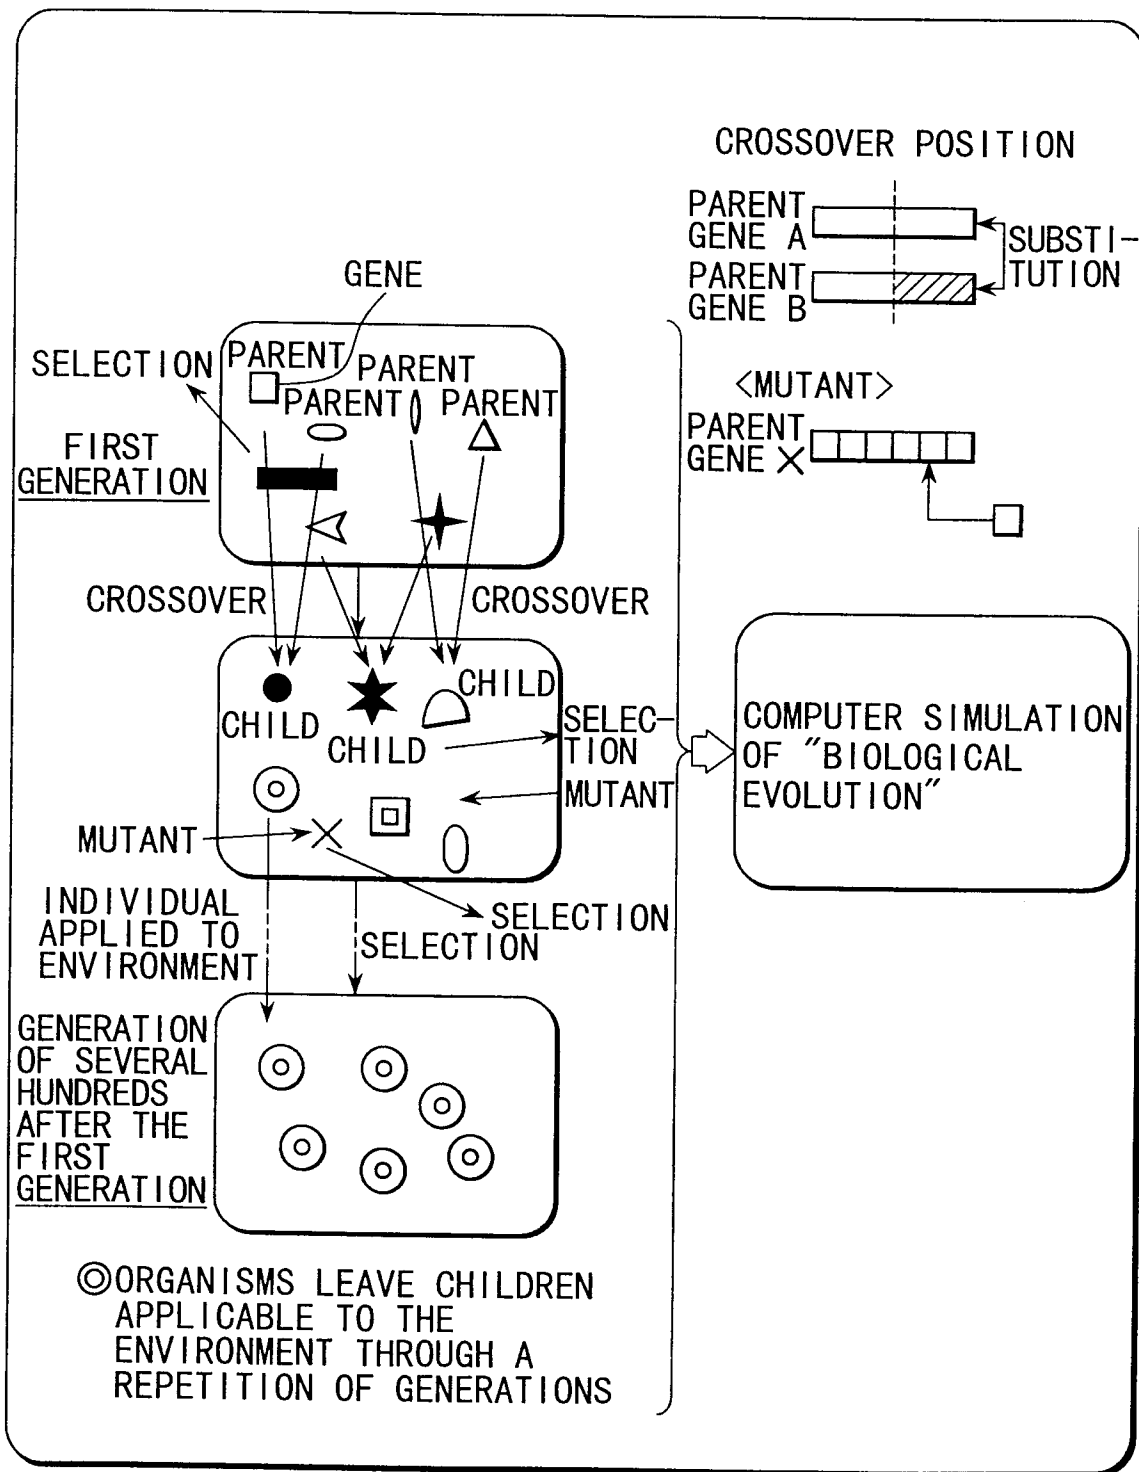 CROSSOVER POSITION
PARENT
GENE A
SUBSTI-
TUTION
PARENT
GENE B
<MUTANT>
PARENT
GENE X
GENE
SELECTION
PARENT
PARENT
PARENT
PARENT
FIRST
GENERATION
CROSSOVER
CROSSOVER
CHILD
CHILD
CHILD
SELEC-
TION
MUTANT
MUTANT
SELECTION
SELECTION
INDIVIDUAL
APPLIED TO
ENVIRONMENT
GENERATION
OF SEVERAL
HUNDREDS
AFTER THE
FIRST
GENERATION
◎ORGANISMS LEAVE CHILDREN
APPLICABLE TO THE
ENVIRONMENT THROUGH A
REPETITION OF GENERATIONS
COMPUTER SIMULATION
OF "BIOLOGICAL
EVOLUTION"